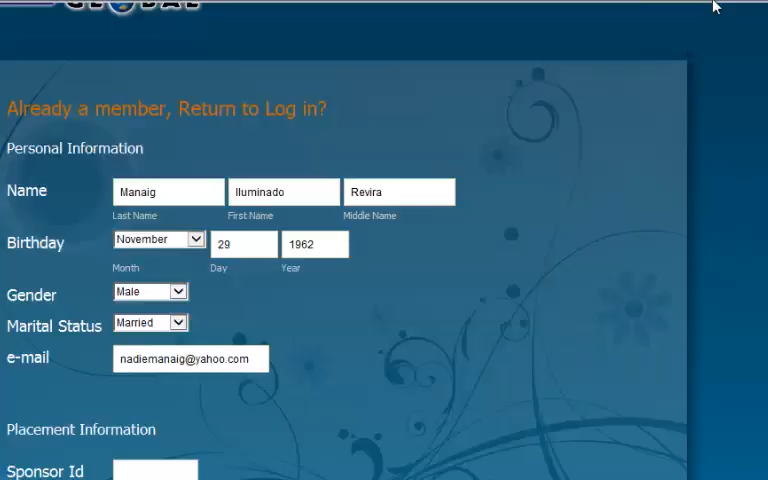 GLOBAL
Already a member, Return to Log in?
Personal Information
Name Manaig Iluminado Revira
Last Name First Name Middle Name
Birthday November 29 1962
Month Day Year
Gender Male
Marital Status Married
e-mail nadiemanaig@yahoo.com
Placement Information
Sponsor Id